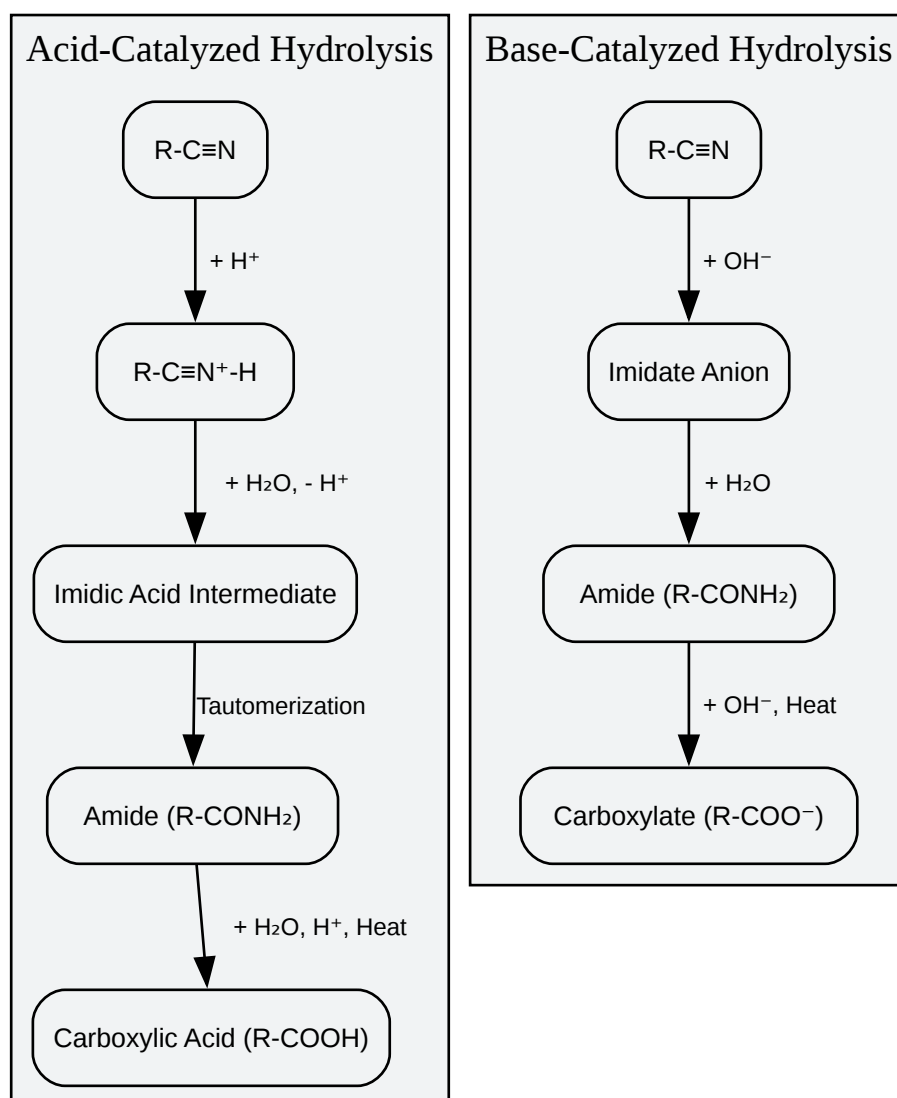 Acid-Catalyzed Hydrolysis
R-C≡N
+ H⁺
R-C≡N⁺-H
+ H₂O, - H⁺
Imidic Acid Intermediate
Tautomerization
Amide (R-CONH₂)
+ H₂O, H⁺, Heat
Carboxylic Acid (R-COOH)
Base-Catalyzed Hydrolysis
R-C≡N
+ OH⁻
Imidate Anion
+ H₂O
Amide (R-CONH₂)
+ OH⁻, Heat
Carboxylate (R-COO⁻)